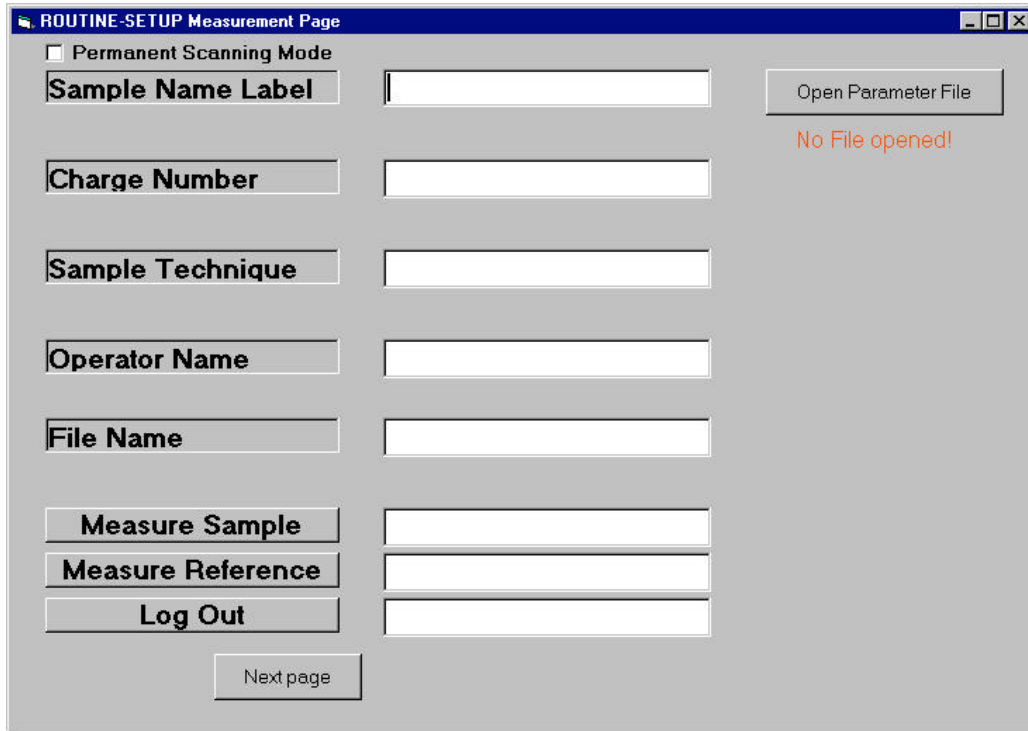 ROUTINE-SETUP Measurement Page
Permanent Scanning Mode
Sample Name Label
Open Parameter File
No File opened!
Charge Number
Sample Technique
Operator Name
File Name
Measure Sample
Measure Reference
Log Out
Next page